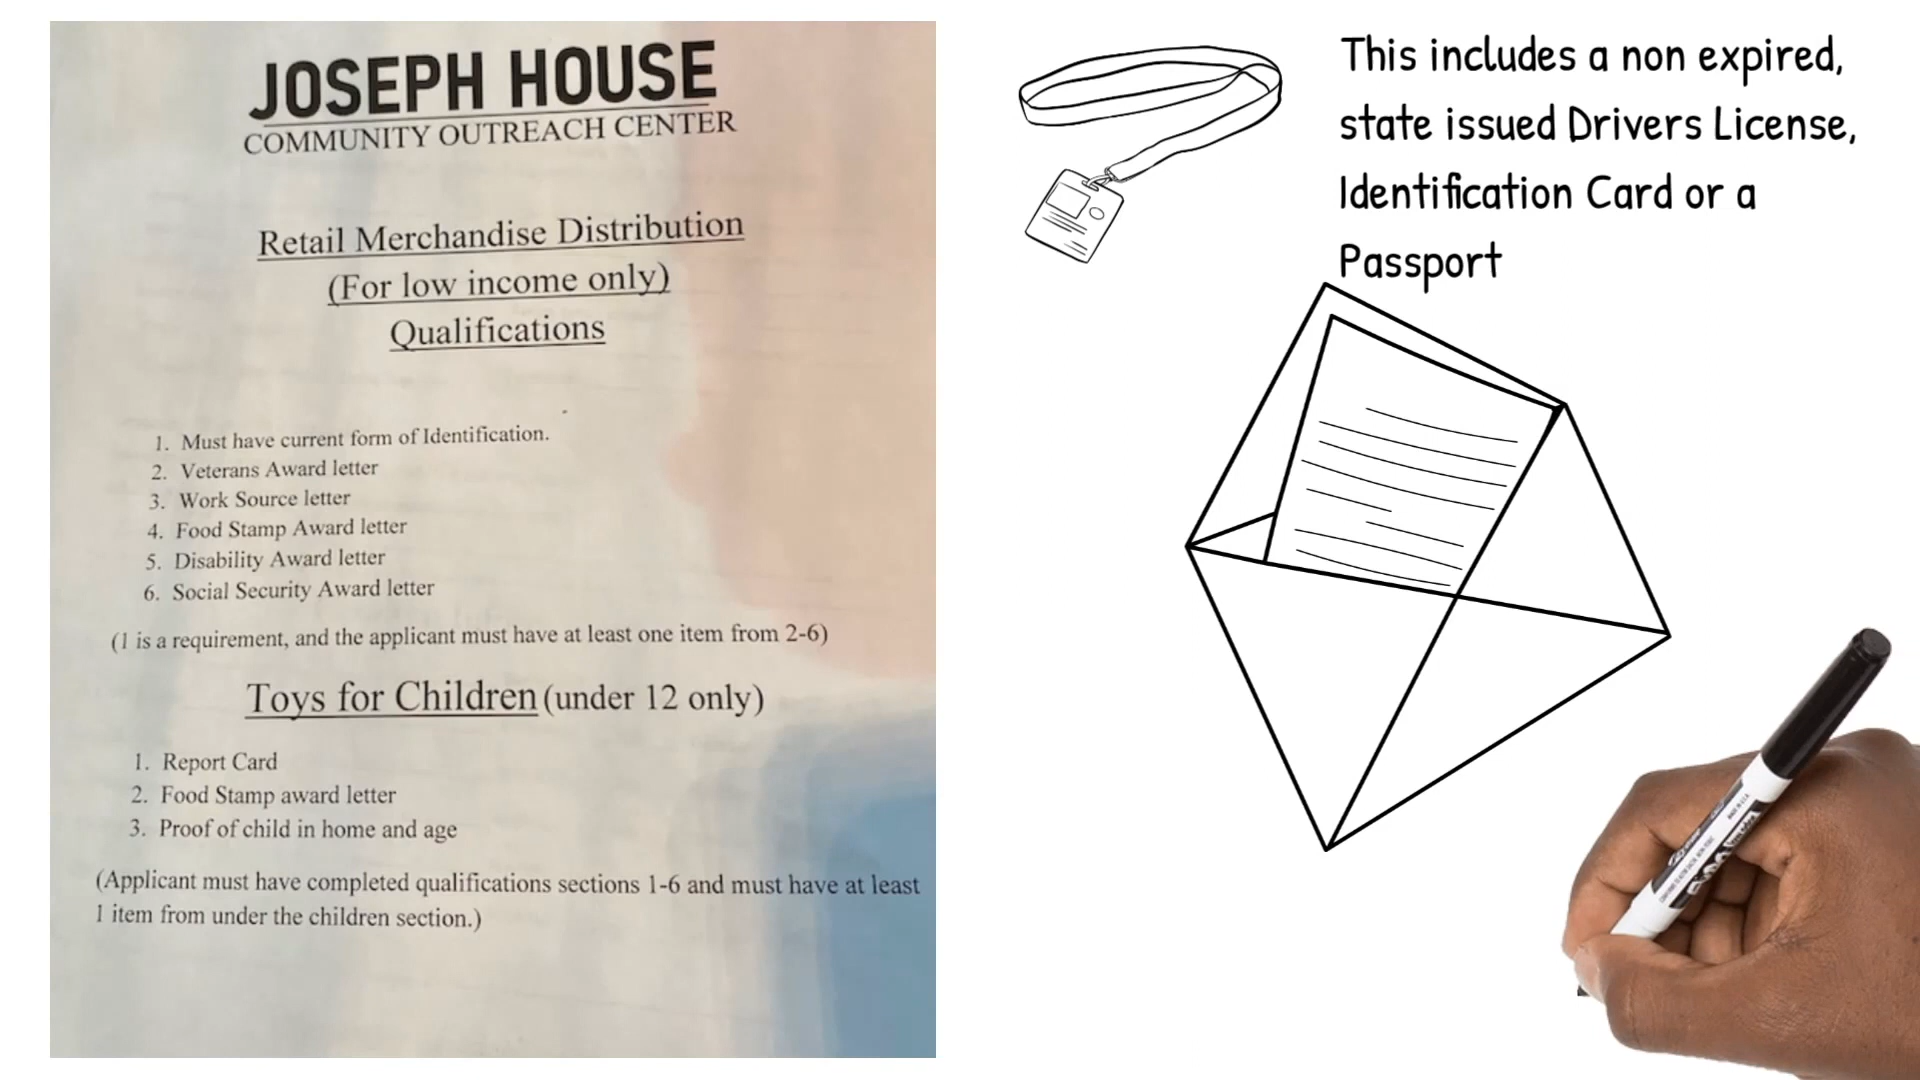 JOSEPH HOUSE
COMMUNITY OUTREACH CENTER
Retail Merchandise Distribution
(For low income only)
Qualifications
1. Must have current form of Identification.
2. Veterans Award letter
3. Work Source letter
4. Food Stamp Award letter
5. Disability Award letter
6. Social Security Award letter
(1 is a requirement, and the applicant must have at least one item from 2-6)
Toys for Children (under 12 only)
1. Report Card
2. Food Stamp award letter
3. Proof of child in home and age
(Applicant must have completed qualifications sections 1-6 and must have at least
1 item from under the children section.)
This includes a non expired,
state issued Drivers License,
Identification Card or a
Passport